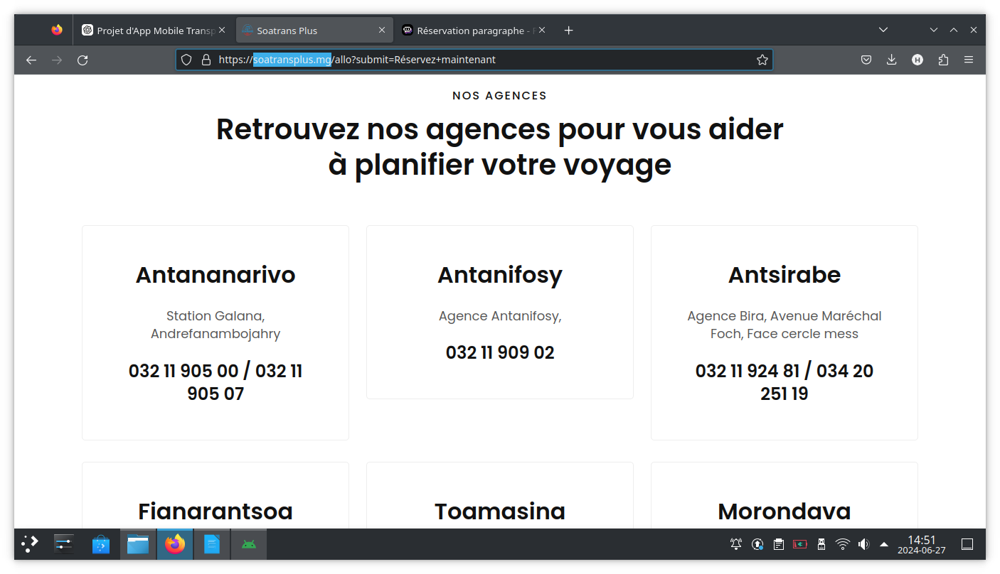 Projet d'App Mobile Transp
Soatrans Plus
Réservation paragraphe -
https://soatransplus.mg/allo?submit=Réservez+maintenant
H
NOS AGENCES
Retrouvez nos agences pour vous aider
à planifier votre voyage
Antananarivo
Station Galana,
Andrefanambojahry
032 11 905 00 / 032 11
905 07
Antanifosy
Agence Antanifosy,
032 11 909 02
Antsirabe
Agence Bira, Avenue Maréchal
Foch, Face cercle mess
032 11 924 81 / 034 20
251 19
Fianarantsoa
Toamasina
Morondava
14:51
2024-06-27